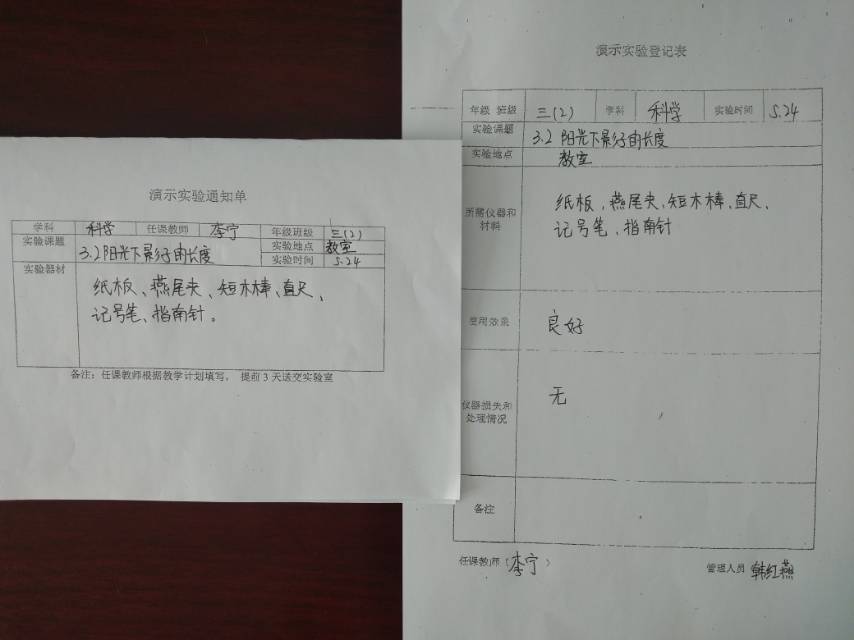 演示实验通知单
学科 科学 任课教师 李宁 年级班级 三(2)
实验课题 3.2阳光下影子的长度 实验地点 教室
实验时间 5.24
实验器材 纸板、燕尾夹、短木棒、直尺、
记号笔、指南针。
备注:任课教师根据教学计划填写, 提前3天送交实验室
演示实验登记表
年级 班级 三(2) 学科 科学 实验时间 5.24
实验课题 3.2 阳光下影子的长度
实验地点 教室
所需仪器和材料 纸板、燕尾夹、短木棒、直尺、
记号笔、指南针
使用效果 良好
仪器损失和处理情况 无
备注
任课教师(李宁) 管理人员 韩红燕